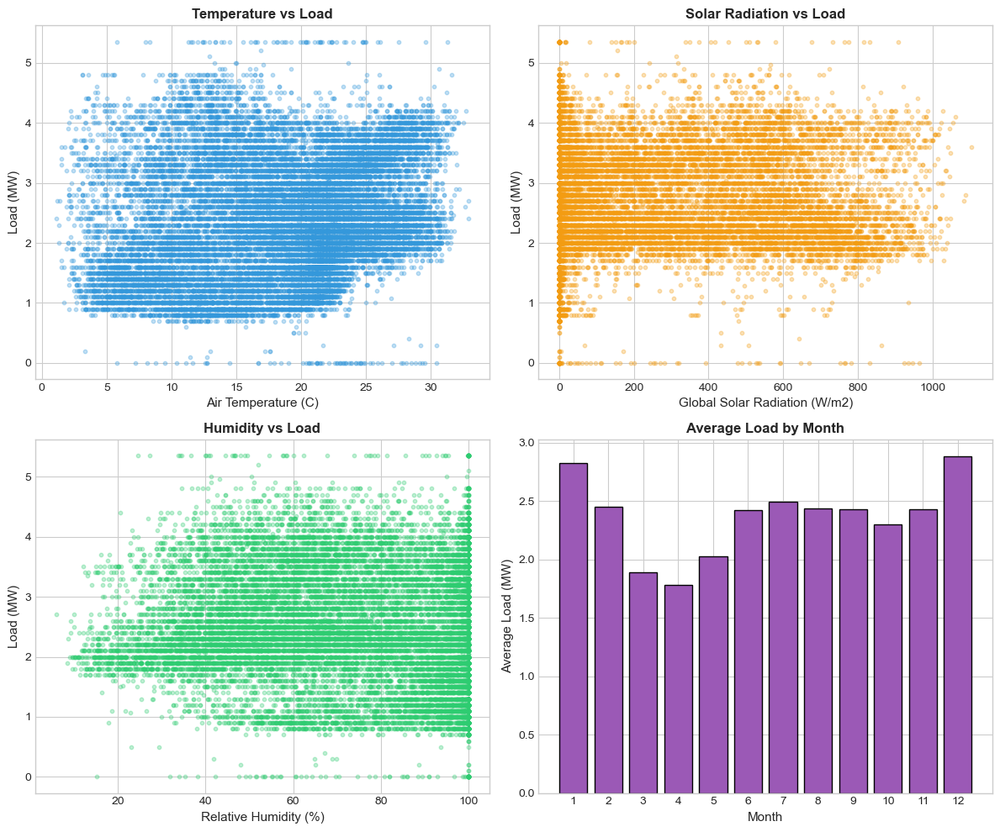 Temperature vs Load
Load (MW)
5
4
3
2
1
0
0 5 10 15 20 25 30
Air Temperature (C)
Solar Radiation vs Load
Load (MW)
5
4
3
2
1
0
0 200 400 600 800 1000
Global Solar Radiation (W/m2)
Humidity vs Load
Load (MW)
5
4
3
2
1
0
20 40 60 80 100
Relative Humidity (%)
Average Load by Month
Average Load (MW)
3.0
2.5
2.0
1.5
1.0
0.5
0.0
1 2 3 4 5 6 7 8 9 10 11 12
Month